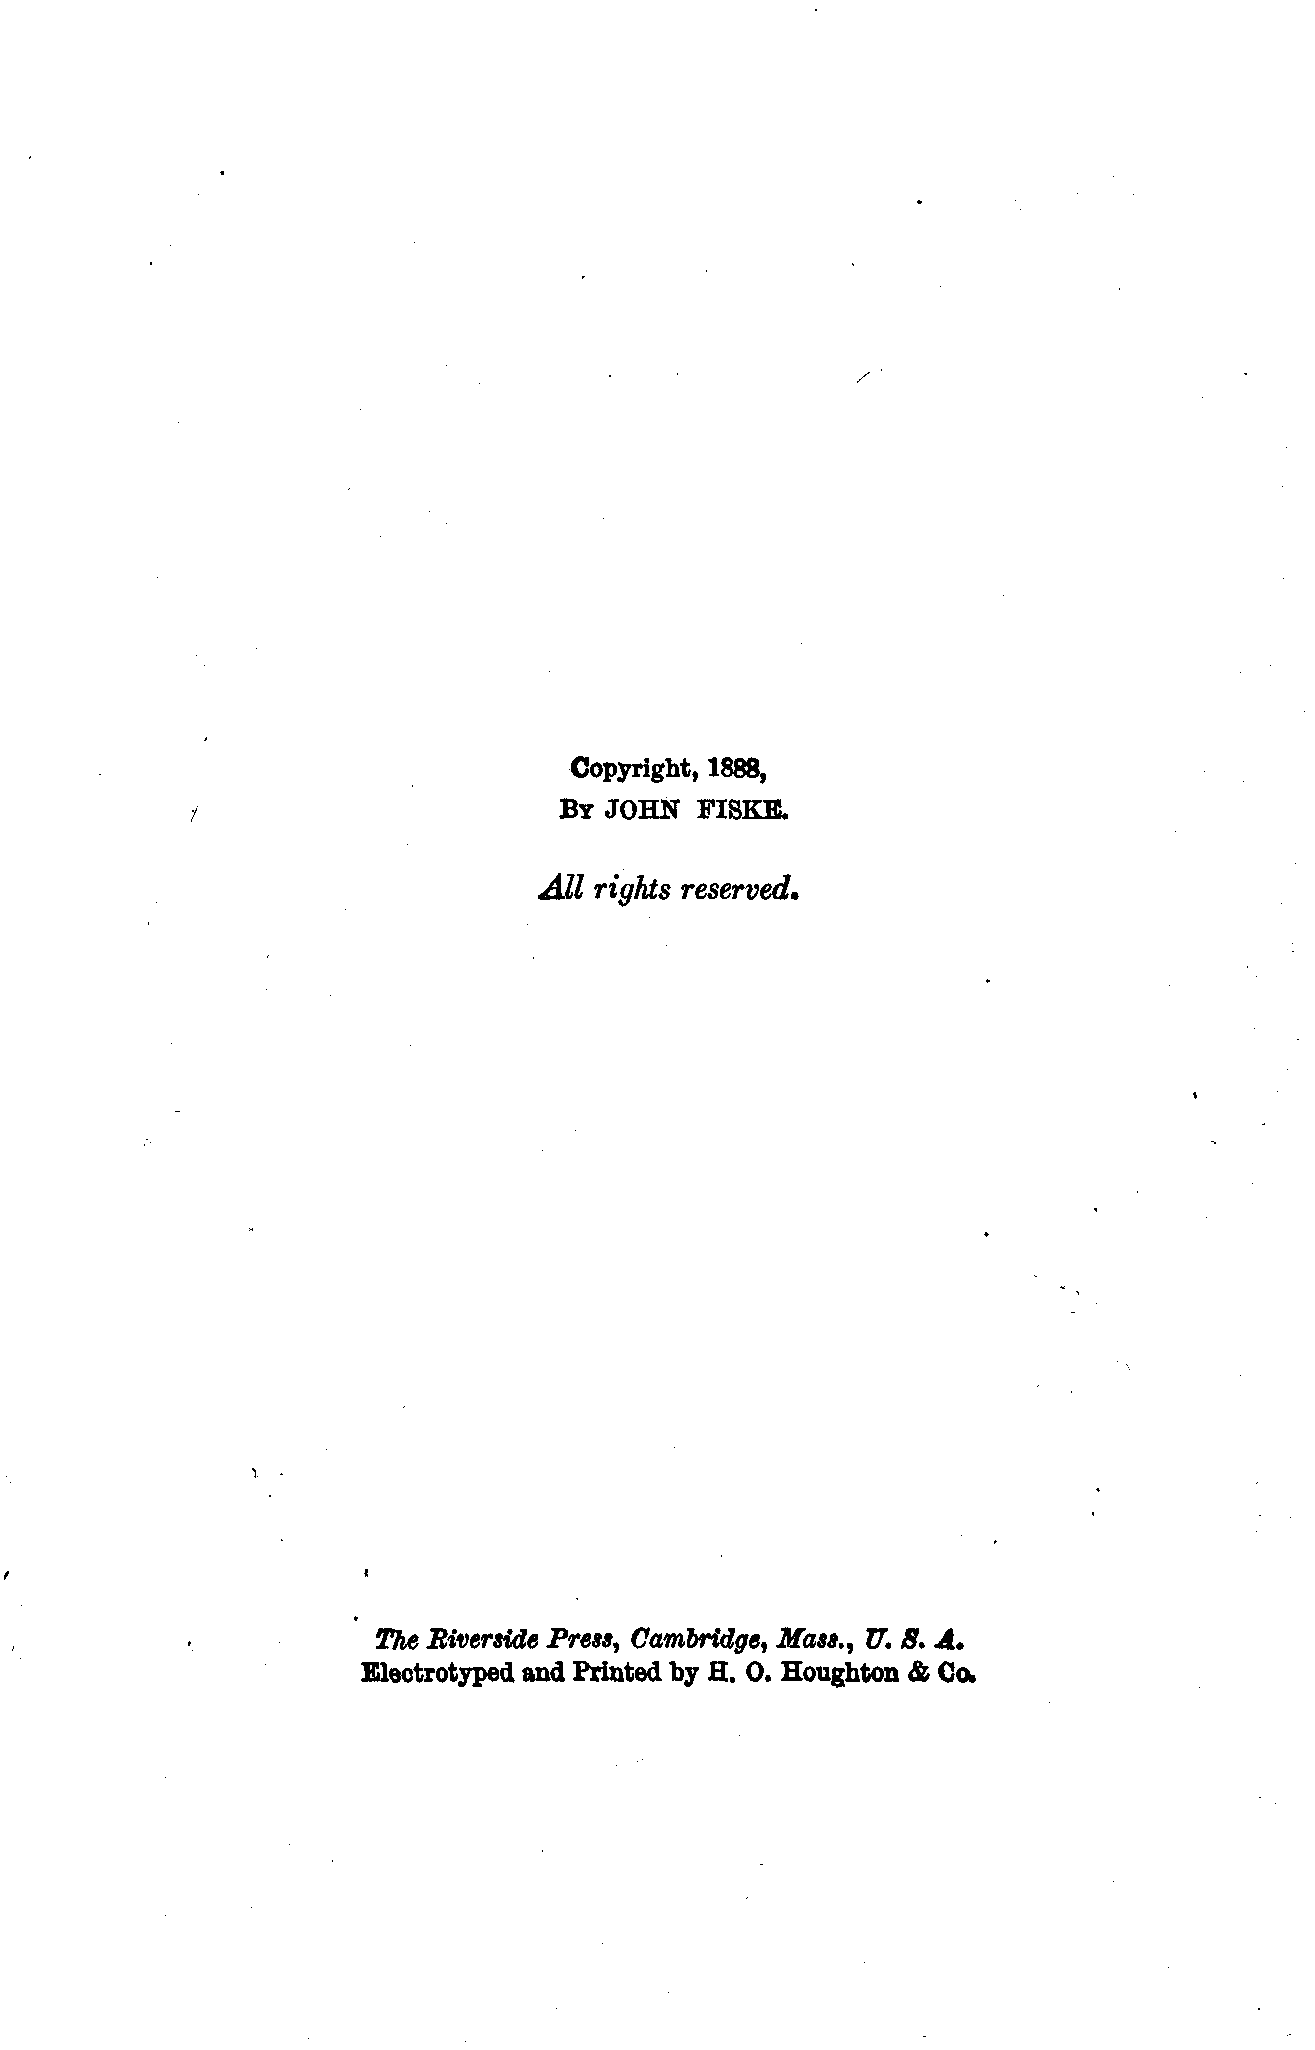 Copyright, 1888,
By JOHN FISKE.
All rights reserved.
The Riverside Press, Cambridge, Mass., U. S. A.
Electrotyped and Printed by H. O. Houghton & Co.